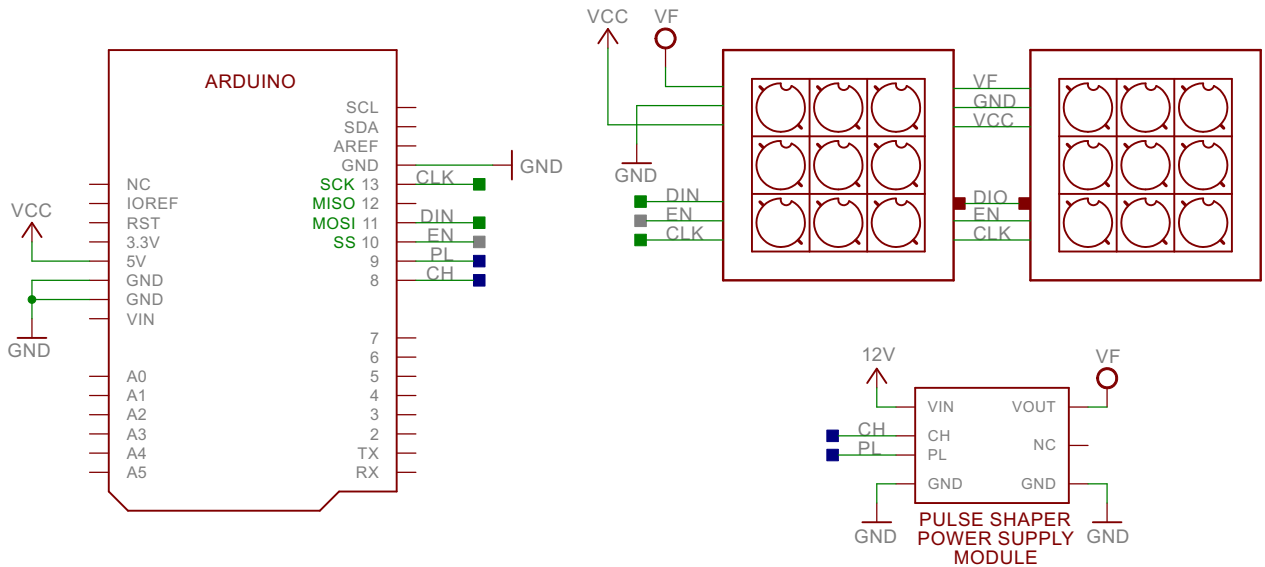 ARDUINO
SCL
SDA
AREF
GND
SCK 13
MISO 12
MOSI 11
SS 10
9
8
7
6
5
4
3
2
TX
RX
NC
IOREF
RST
3.3V
5V
GND
GND
VIN
A0
A1
A2
A3
A4
A5
VCC
GND
GND
CLK
DIN
EN
PL
CH
VCC
VF
GND
DIN
EN
CLK
VF
GND
VCC
DIO
EN
CLK
12V
VF
VIN
VOUT
CH
CH
NC
PL
PL
GND
GND
GND
GND
PULSE SHAPER
POWER SUPPLY
MODULE